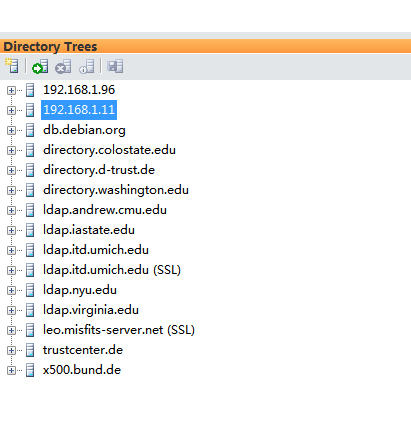 Directory Trees
192.168.1.96
192.168.1.11
db.debian.org
directory.colostate.edu
directory.d-trust.de
directory.washington.edu
ldap.andrew.cmu.edu
ldap.iastate.edu
ldap.itd.umich.edu
ldap.itd.umich.edu (SSL)
ldap.nyu.edu
ldap.virginia.edu
leo.misfits-server.net (SSL)
trustcenter.de
x500.bund.de